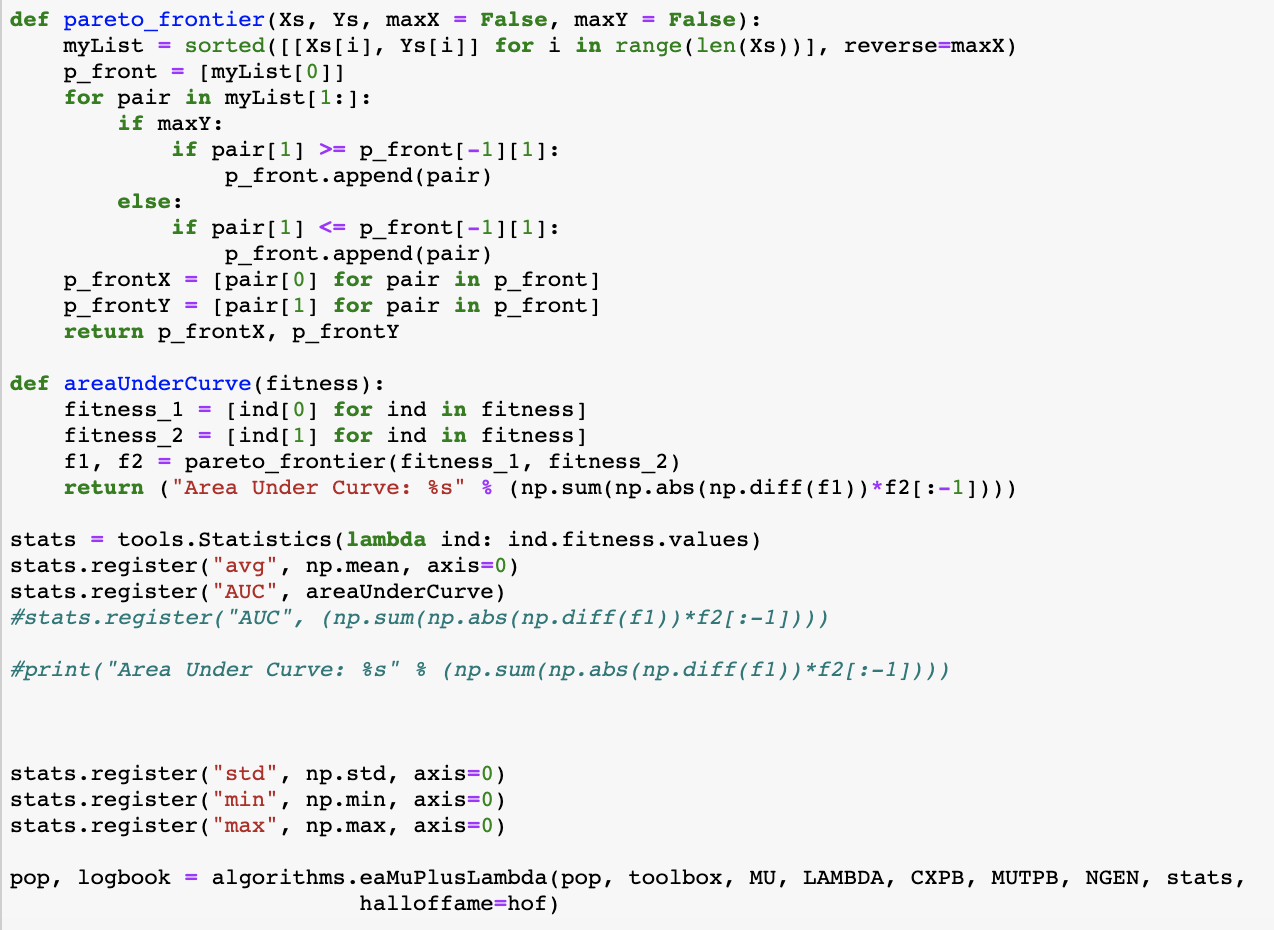 def pareto_frontier(Xs, Ys, maxX = False, maxY = False):
    myList = sorted([[Xs[i], Ys[i]] for i in range(len(Xs))], reverse=maxX)
    p_front = [myList[0]]
    for pair in myList[1:]:
        if maxY:
            if pair[1] >= p_front[-1][1]:
                p_front.append(pair)
        else:
            if pair[1] <= p_front[-1][1]:
                p_front.append(pair)
    p_frontX = [pair[0] for pair in p_front]
    p_frontY = [pair[1] for pair in p_front]
    return p_frontX, p_frontY

def areaUnderCurve(fitness):
    fitness_1 = [ind[0] for ind in fitness]
    fitness_2 = [ind[1] for ind in fitness]
    f1, f2 = pareto_frontier(fitness_1, fitness_2)
    return ("Area Under Curve: %s" % (np.sum(np.abs(np.diff(f1))*f2[:-1])))

stats = tools.Statistics(lambda ind: ind.fitness.values)
stats.register("avg", np.mean, axis=0)
stats.register("AUC", areaUnderCurve)
#stats.register("AUC", (np.sum(np.abs(np.diff(f1))*f2[:-1])))

#print("Area Under Curve: %s" % (np.sum(np.abs(np.diff(f1))*f2[:-1])))

stats.register("std", np.std, axis=0)
stats.register("min", np.min, axis=0)
stats.register("max", np.max, axis=0)

pop, logbook = algorithms.eaMuPlusLambda(pop, toolbox, MU, LAMBDA, CXPB, MUTPB, NGEN, stats,
                          halloffame=hof)